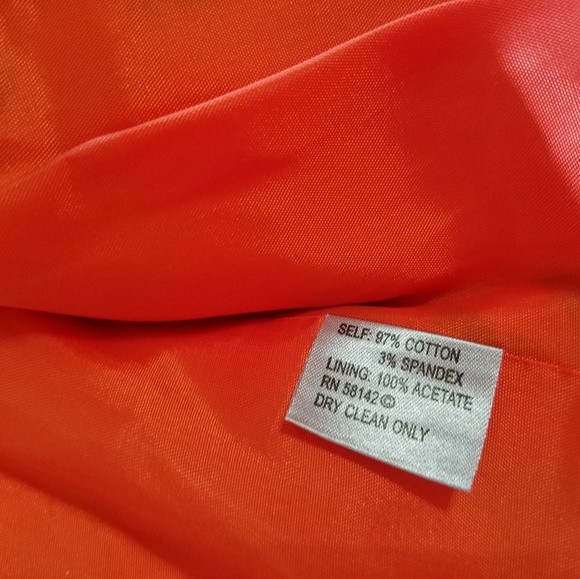 SELF: 97% COTTON
3% SPANDEX
LINING: 100% ACETATE
RN 58142©
DRY CLEAN ONLY